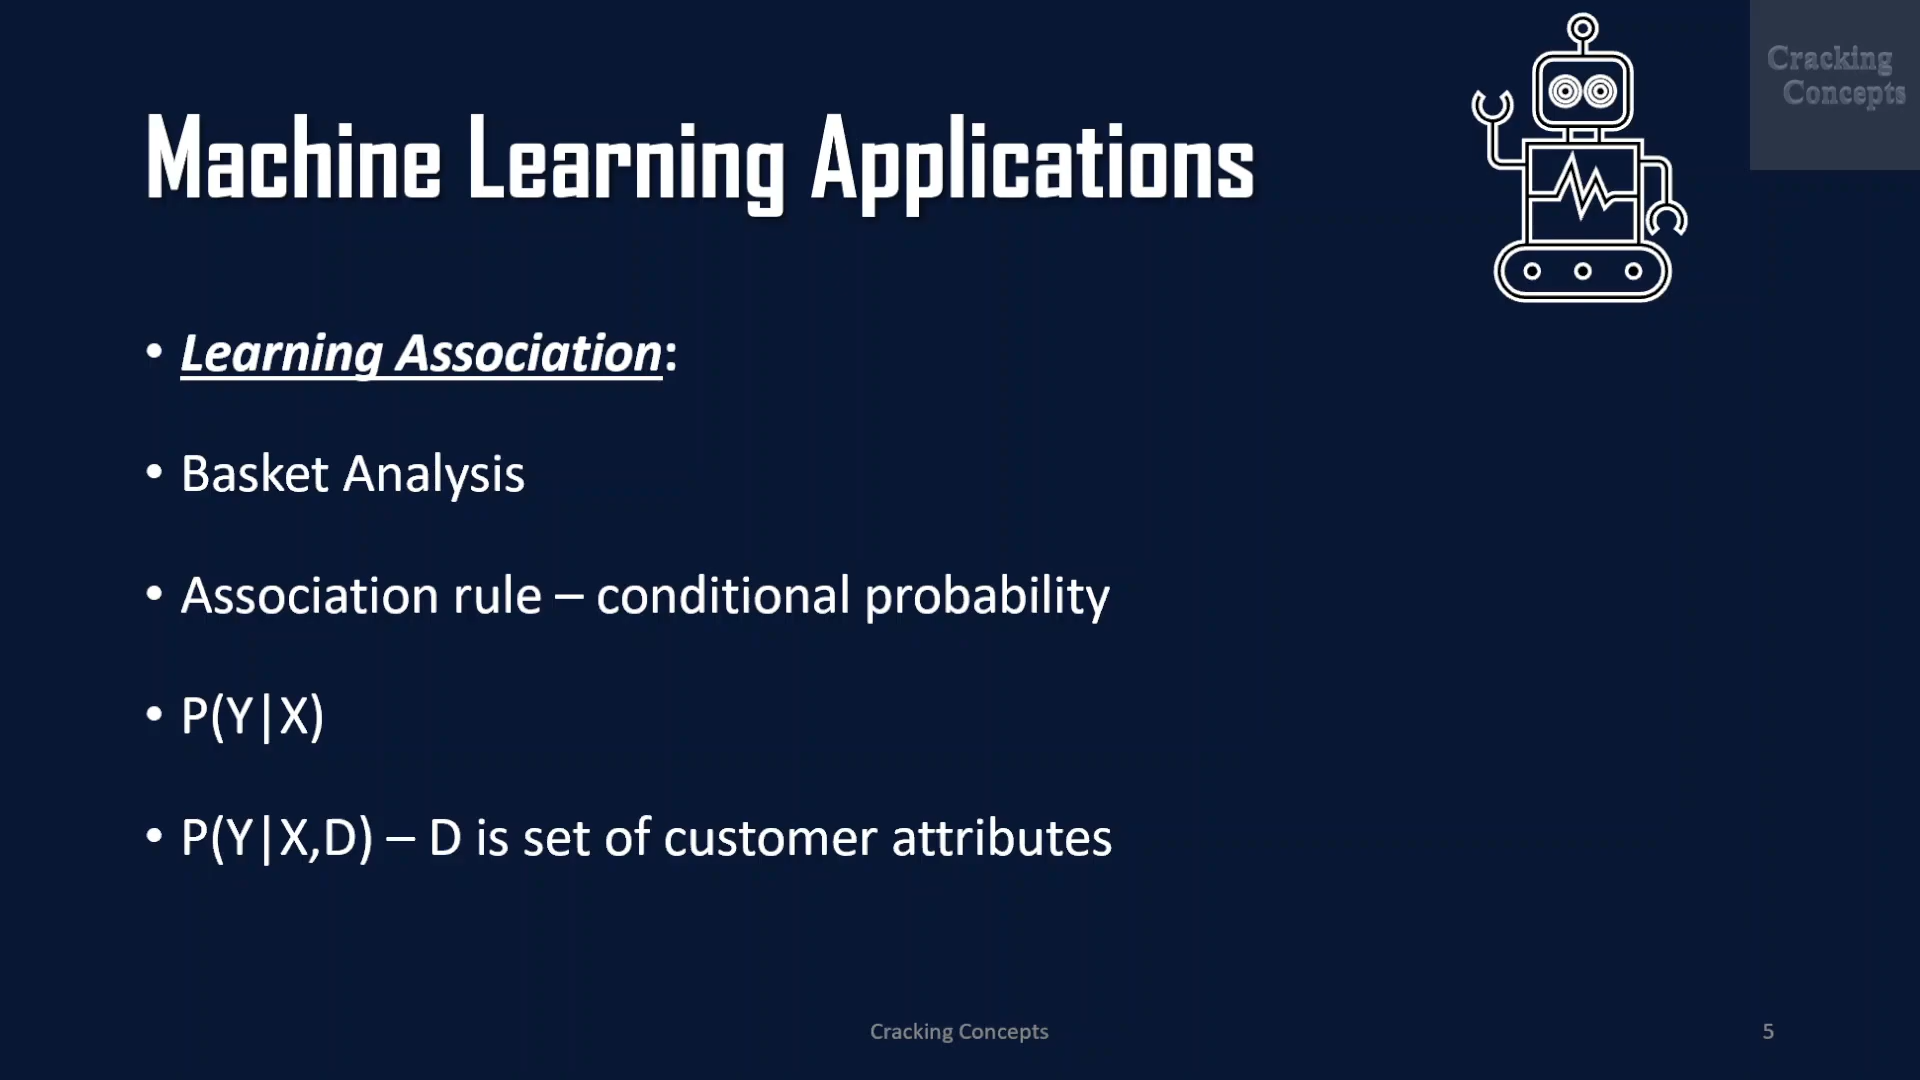 Cracking
Concepts
Machine Learning Applications
• Learning Association:
• Basket Analysis
• Association rule – conditional probability
• P(Y|X)
• P(Y|X,D) – D is set of customer attributes
Cracking Concepts
5